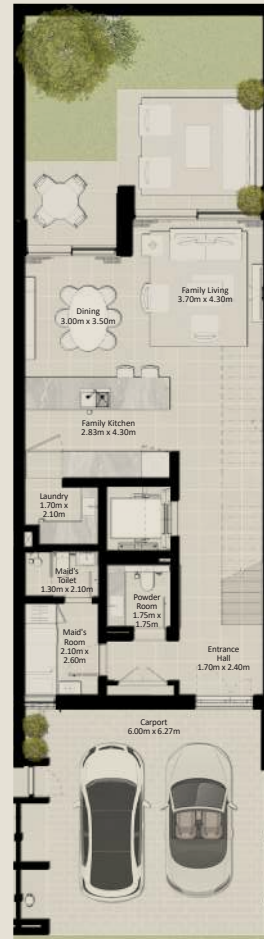 Family Living
3.70m x 4.30m
Dining
3.00m x 3.50m
Family Kitchen
2.83m x 4.30m
Laundry
1.70m x
2.10m
Maid's
Toilet
1.30m x 2.10m
Powder
Room
1.75m x
1.75m
Maid's
Room
2.10m x
2.60m
Entrance
Hall
1.70m x 2.40m
Carport
6.00m x 6.27m